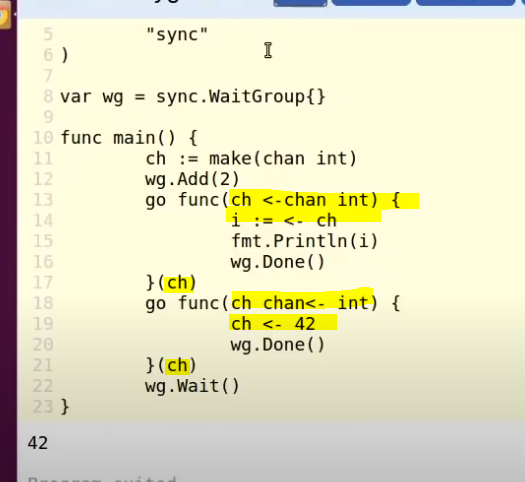 5 "sync"
6 )
7
8 var wg = sync.WaitGroup{}
9
10 func main() {
11 ch := make(chan int)
12 wg.Add(2)
13 go func(ch <-chan int) {
14 i := <- ch
15 fmt.Println(i)
16 wg.Done()
17 }(ch)
18 go func(ch chan<- int) {
19 ch <- 42
20 wg.Done()
21 }(ch)
22 wg.Wait()
23 }
42
Program exited